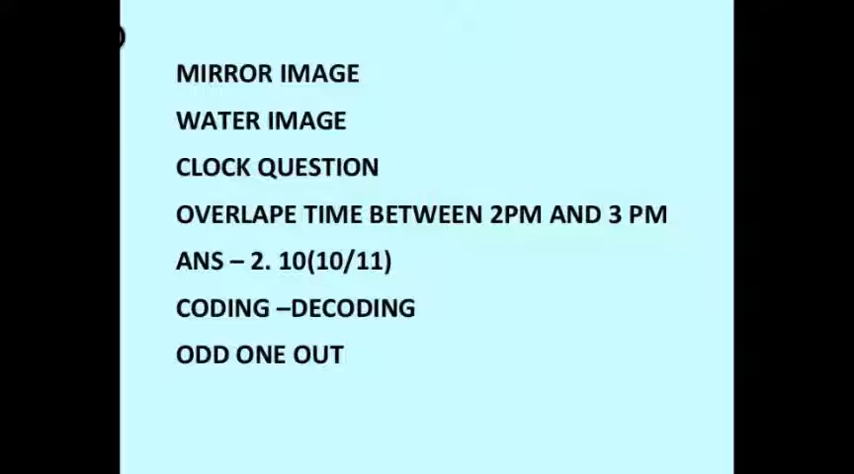 MIRROR IMAGE
WATER IMAGE
CLOCK QUESTION
OVERLAPE TIME BETWEEN 2PM AND 3 PM
ANS – 2. 10(10/11)
CODING –DECODING
ODD ONE OUT